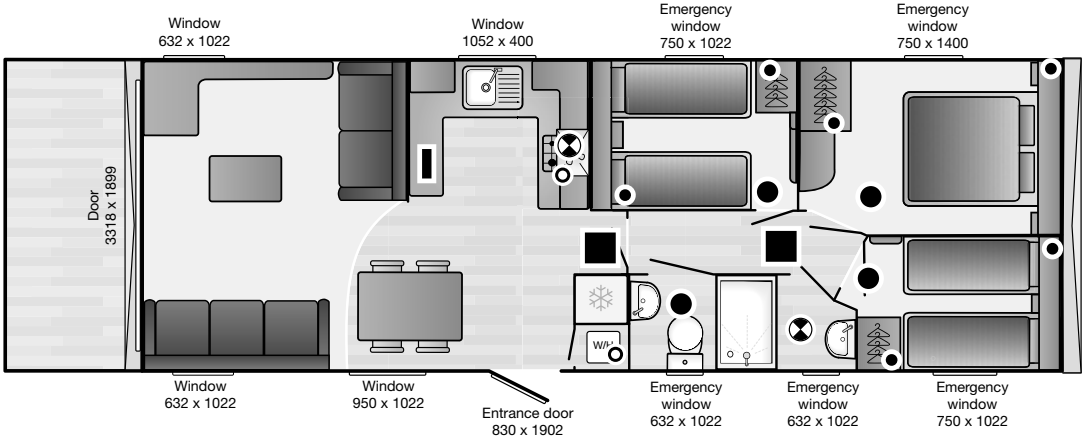 Window
632 x 1022
Window
1052 x 400
Emergency
window
750 x 1022
Emergency
window
750 x 1400
Door
3318 x 1899
W/H
Window
632 x 1022
Window
950 x 1022
Entrance door
830 x 1902
Emergency
window
632 x 1022
Emergency
window
632 x 1022
Emergency
window
750 x 1022